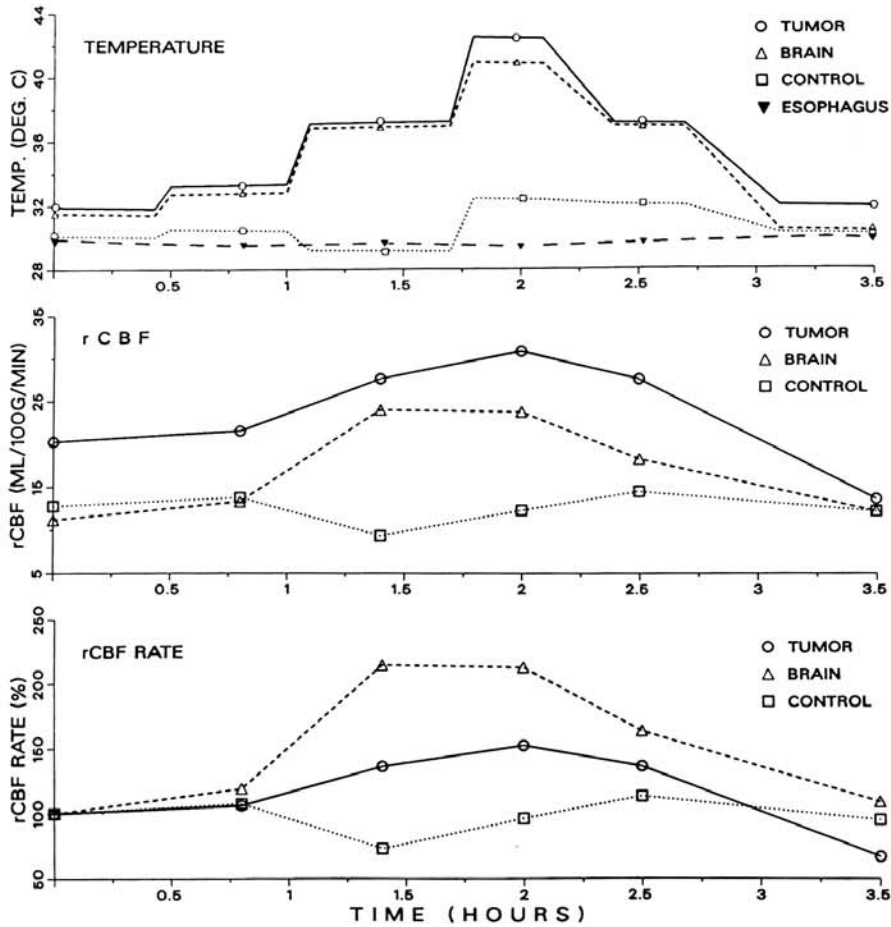 TEMPERATURE
TEMP. (DEG. C)
44
40
36
32
28
TUMOR
BRAIN
CONTROL
ESOPHAGUS
0.5 1 1.5 2 2.5 3 3.5
r C B F
rCBF (ML/100G/MIN)
35
25
15
5
TUMOR
BRAIN
CONTROL
0.5 1 1.5 2 2.5 3 3.5
rCBF RATE
rCBF RATE (%)
250
200
150
100
50
TUMOR
BRAIN
CONTROL
0.5 1 1.5 2 2.5 3 3.5
TIME (HOURS)